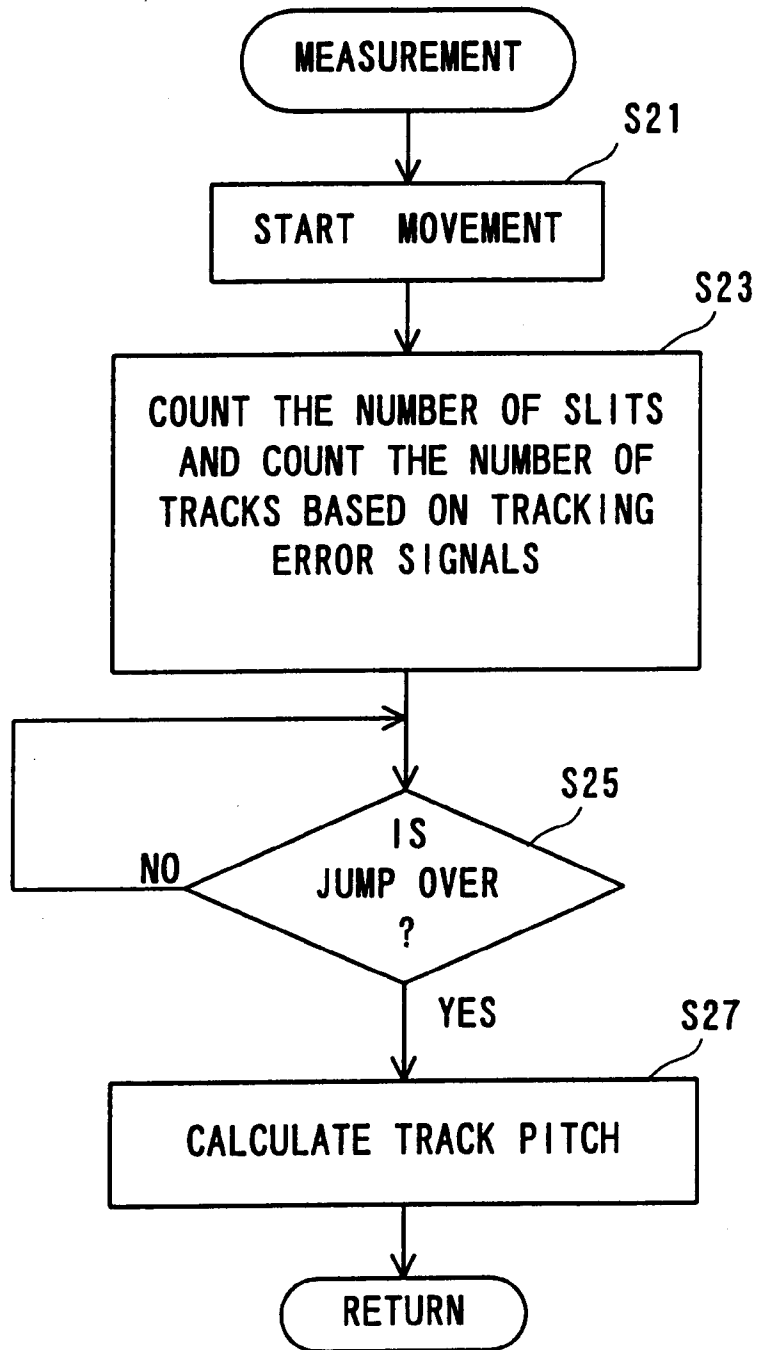 MEASUREMENT
S21
START MOVEMENT
S23
COUNT THE NUMBER OF SLITS
AND COUNT THE NUMBER OF
TRACKS BASED ON TRACKING
ERROR SIGNALS
S25
IS
JUMP OVER
?
NO
YES
S27
CALCULATE TRACK PITCH
RETURN